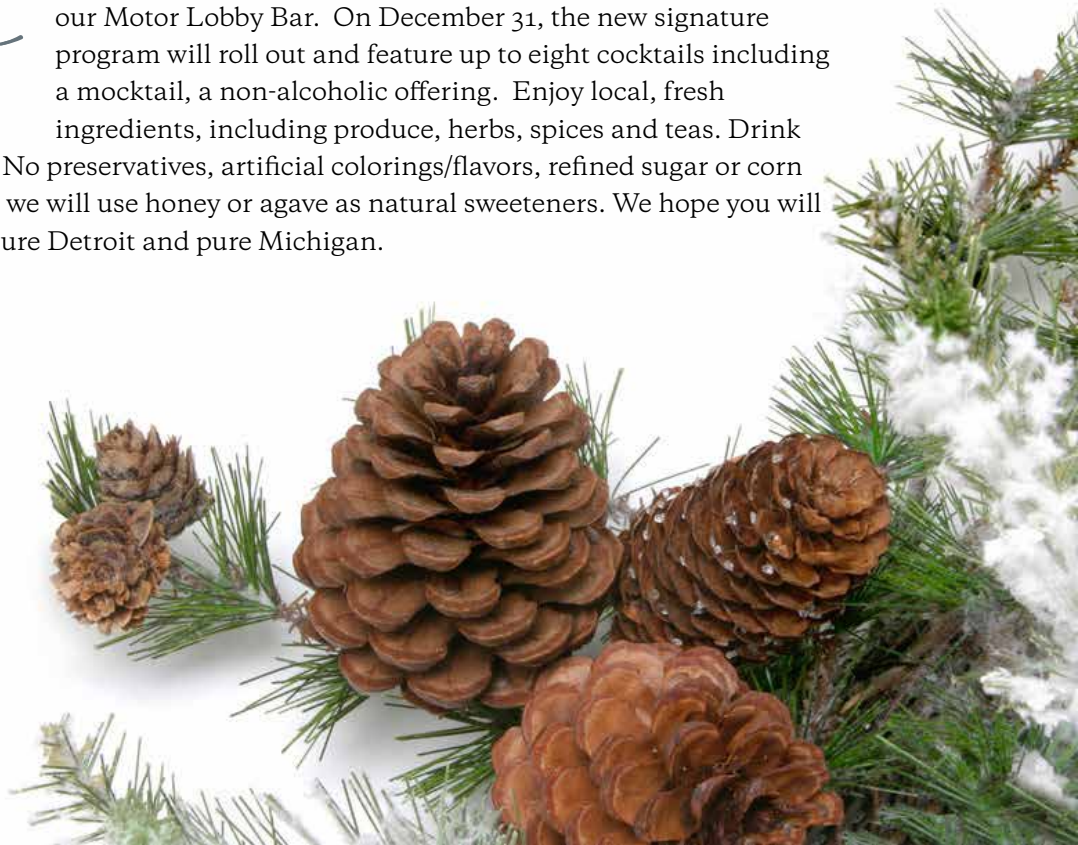 our Motor Lobby Bar.  On December 31, the new signature
program will roll out and feature up to eight cocktails including
a mocktail, a non-alcoholic offering.  Enjoy local, fresh
ingredients, including produce, herbs, spices and teas. Drink
No preservatives, artificial colorings/flavors, refined sugar or corn
we will use honey or agave as natural sweeteners. We hope you will
ure Detroit and pure Michigan.